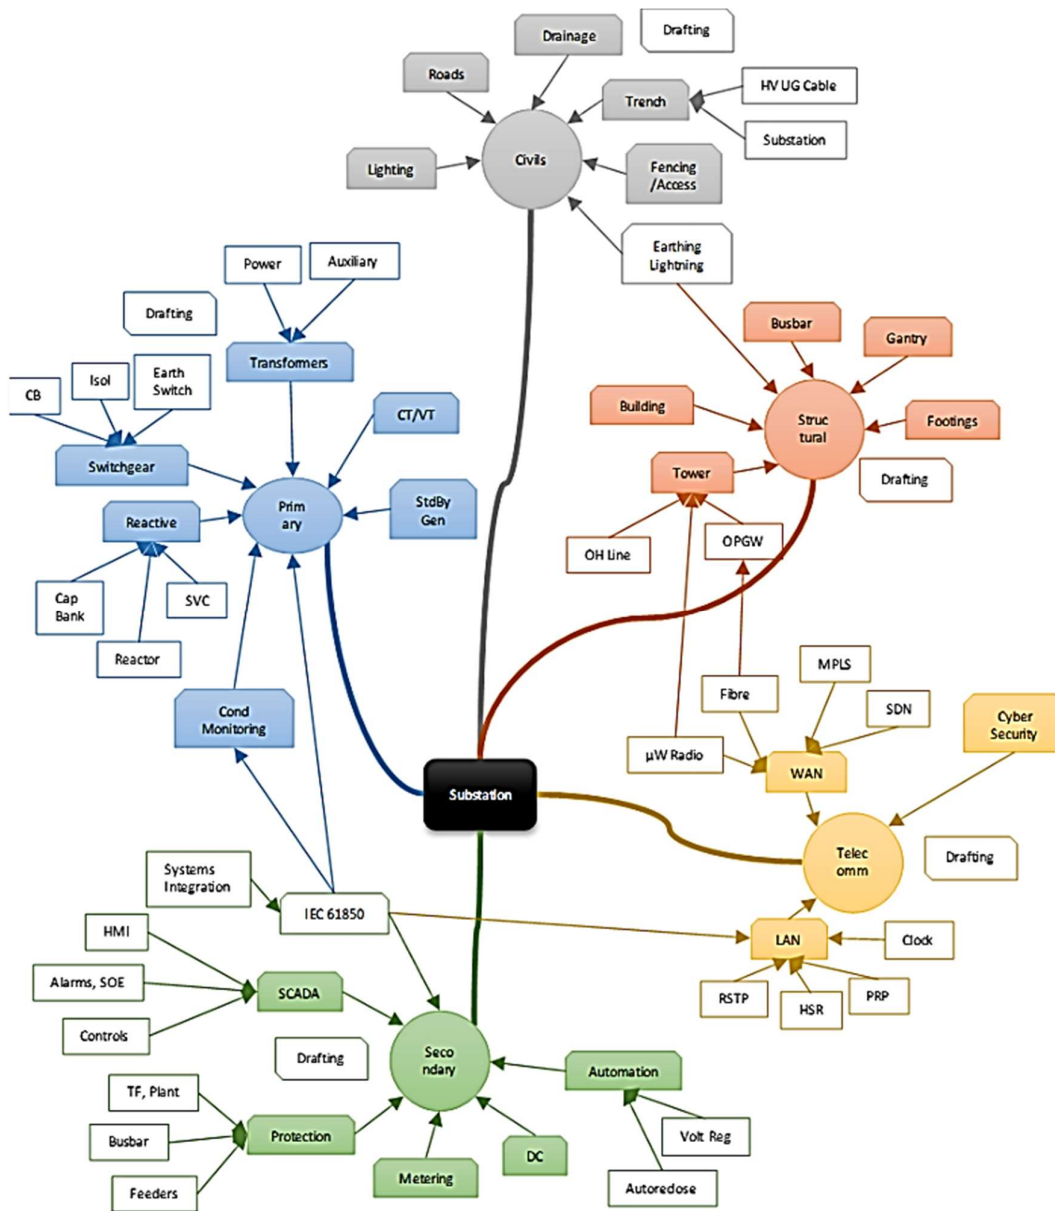 Drainage
Drafting
Roads
Trench
HV UG Cable
Substation
Civils
Lighting
Fencing
/Access
Earthing
Lightning
Power
Auxiliary
Drafting
Transformers
Busbar
Gantry
CB
Isol
Earth
Switch
CT/VT
Building
Struc
tural
Footings
Switchgear
Tower
Drafting
Reactive
Prim
ary
StdBy
Gen
OH Line
OPGW
Cap
Bank
SVC
Reactor
Cond
Monitoring
MPLS
Fibre
SDN
Cyber
Security
µW Radio
WAN
Substation
Telec
omm
Drafting
Systems
Integration
IEC 61850
HMI
LAN
Clock
Alarms, SOE
SCADA
RSTP
HSR
PRP
Controls
Drafting
Seco
ndary
Automation
TF, Plant
Busbar
Protection
Volt Reg
Metering
DC
Feeders
Autoredose